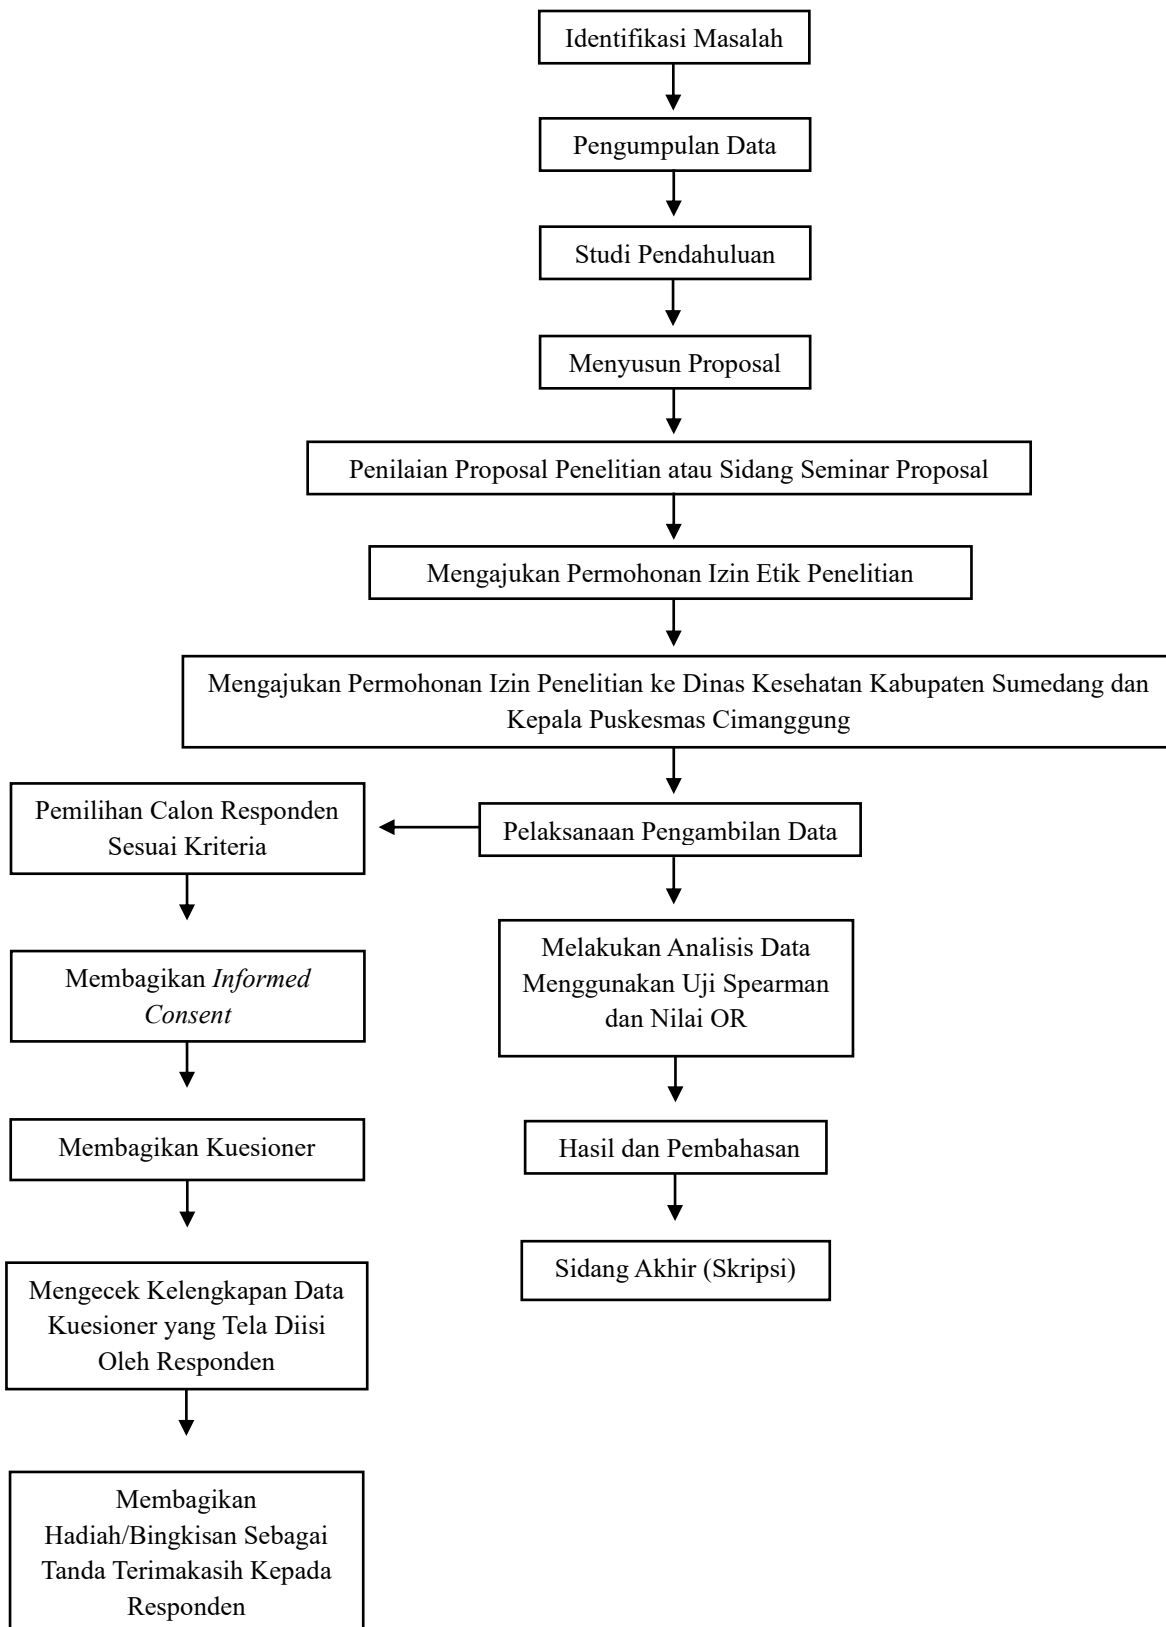 Identifikasi Masalah
Pengumpulan Data
Studi Pendahuluan
Menyusun Proposal
Penilaian Proposal Penelitian atau Sidang Seminar Proposal
Mengajukan Permohonan Izin Etik Penelitian
Mengajukan Permohonan Izin Penelitian ke Dinas Kesehatan Kabupaten Sumedang dan
Kepala Puskesmas Cimanggung
Pelaksanaan Pengambilan Data
Pemilihan Calon Responden
Sesuai Kriteria
Membagikan Informed
Consent
Membagikan Kuesioner
Mengecek Kelengkapan Data
Kuesioner yang Tela Diisi
Oleh Responden
Membagikan
Hadiah/Bingkisan Sebagai
Tanda Terimakasih Kepada
Responden
Melakukan Analisis Data
Menggunakan Uji Spearman
dan Nilai OR
Hasil dan Pembahasan
Sidang Akhir (Skripsi)